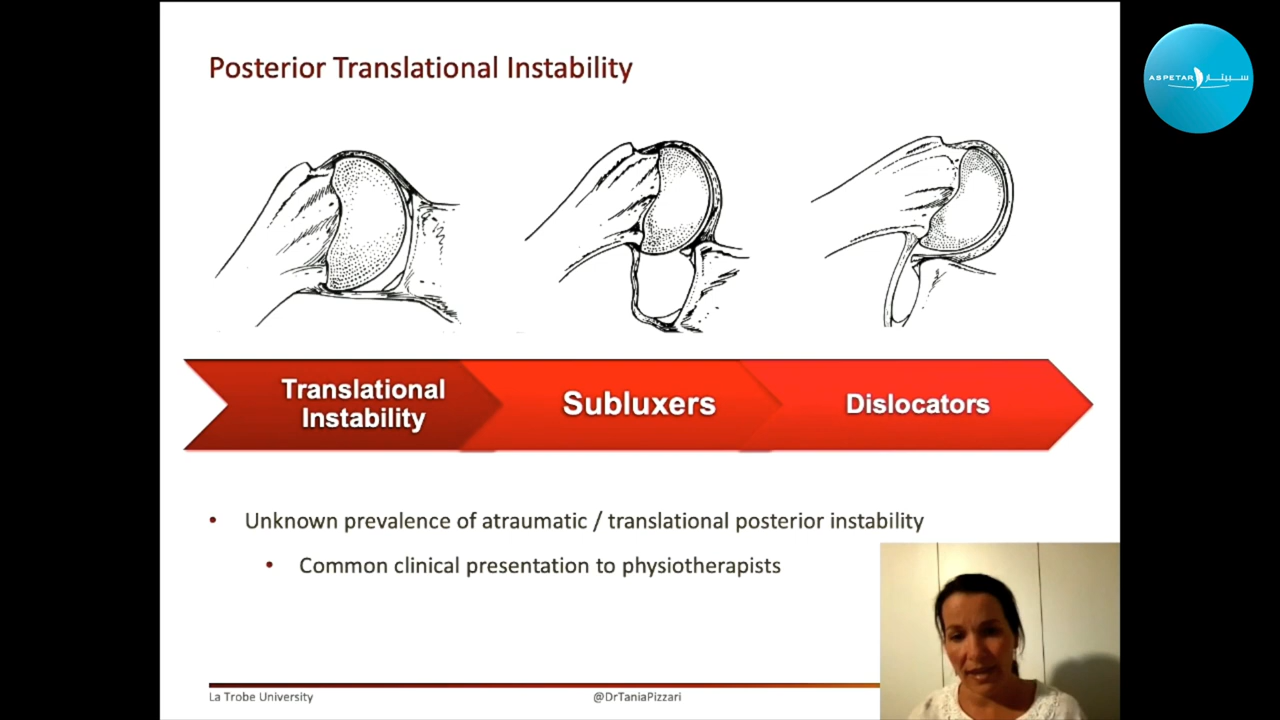 Posterior Translational Instability
ASPETAR سبيتار
Translational
Instability
Subluxers
Dislocators
• Unknown prevalence of atraumatic / translational posterior instability
• Common clinical presentation to physiotherapists
La Trobe University
@DrTaniaPizzari